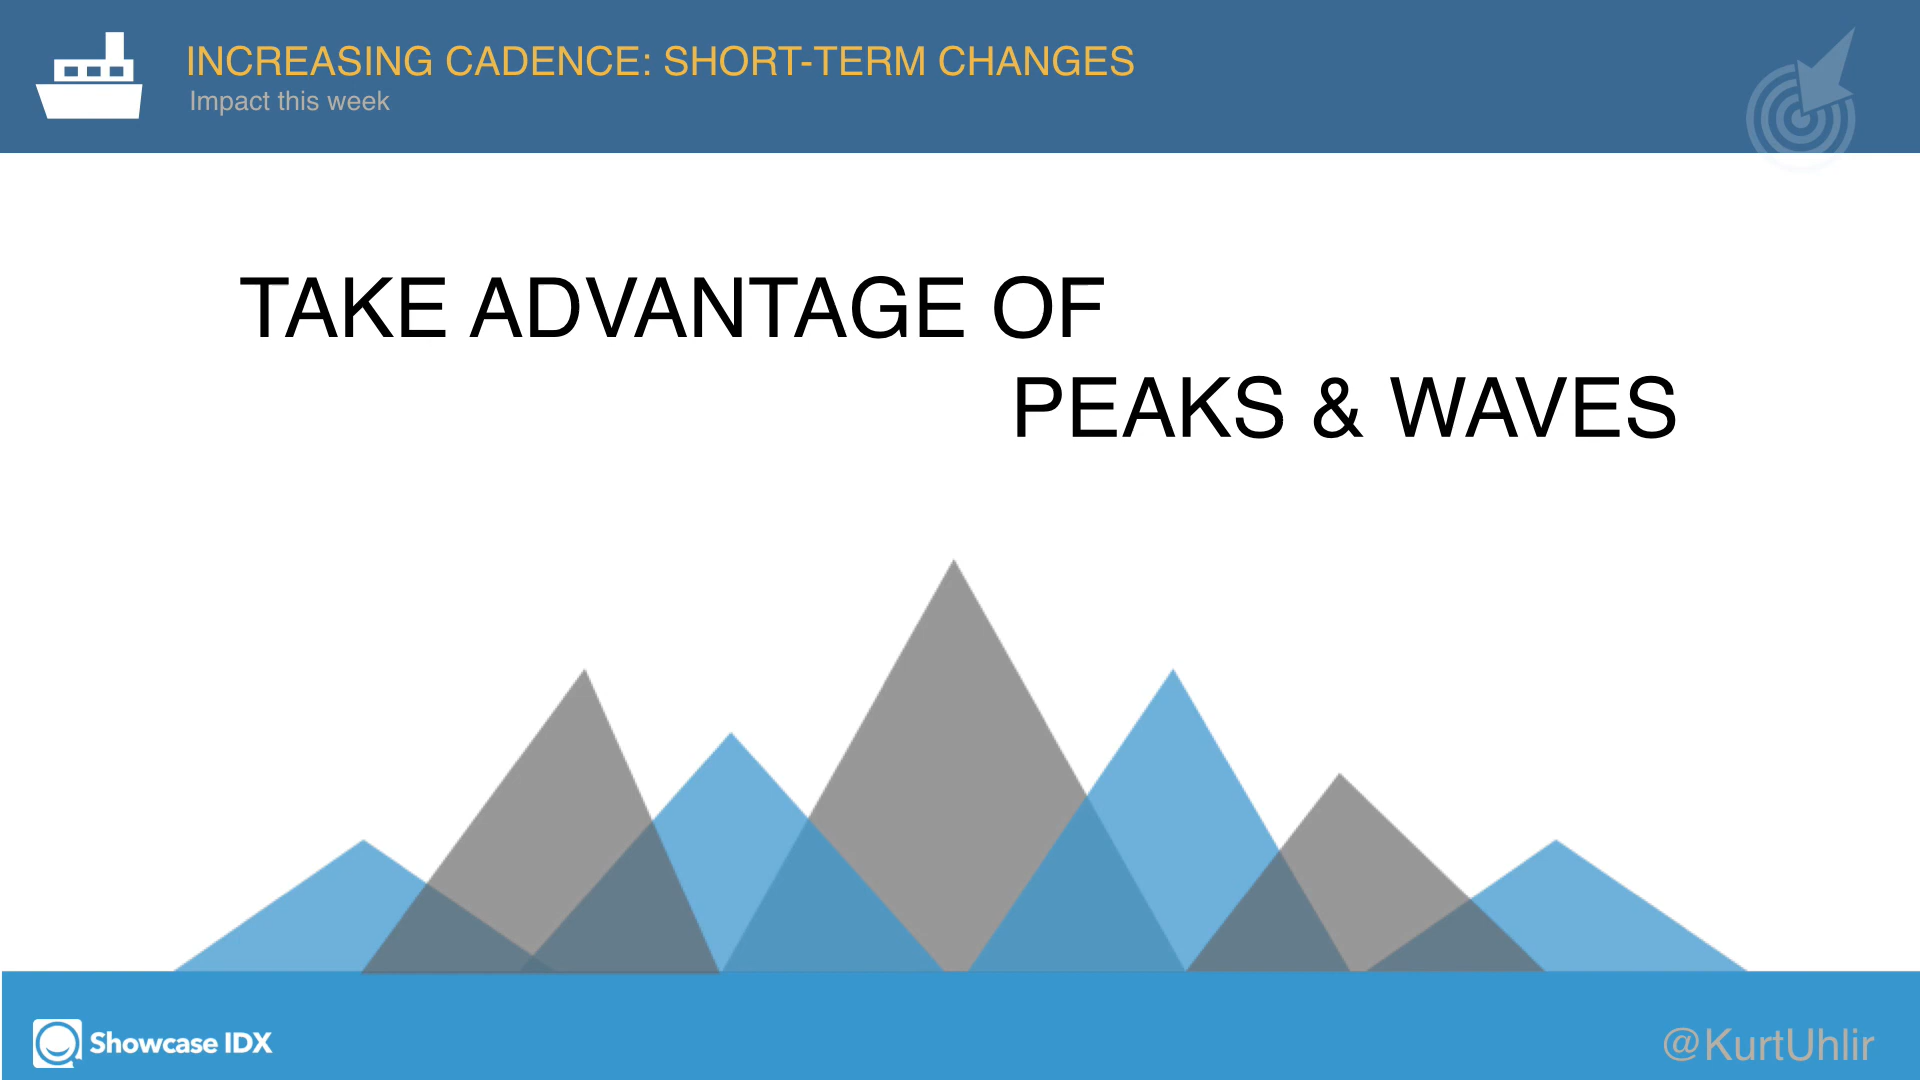 INCREASING CADENCE: SHORT-TERM CHANGES
Impact this week
TAKE ADVANTAGE OF
PEAKS & WAVES
Showcase IDX
@KurtUhlir